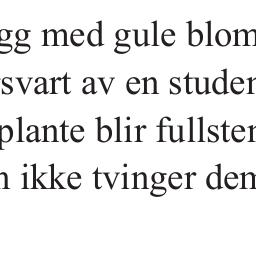 gg med gule blom
svart av en studen
plante blir fullsten
n ikke tvinger dem